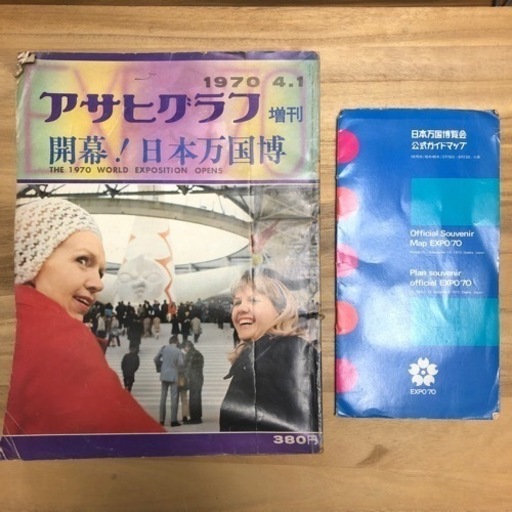 1970 4.1
アサヒグラフ 増刊
開幕!日本万国博
THE 1970 WORLD EXPOSITION OPENS
380円
日本万国博覧会
公式ガイドマップ
Official Souvenir
Map EXPO'70
Plan souvenir
officiel EXPO'70
EXPO'70